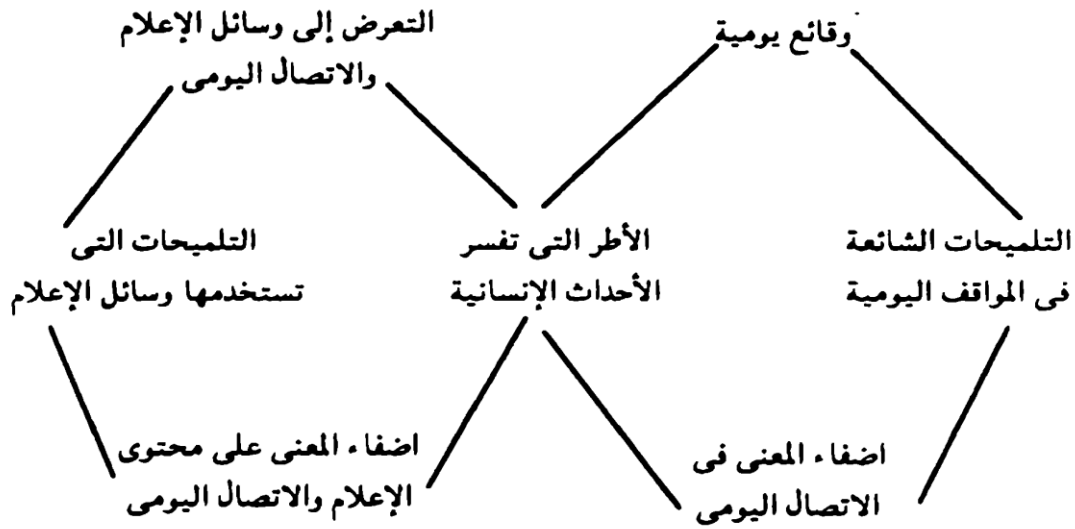 وقائع يومية
التعرض إلى وسائل الإعلام
والاتصال اليومى
التلميحات الشائعة
فى المواقف اليومية
الأطر التى تفسر
الأحداث الإنسانية
التلميحات التى
تستخدمها وسائل الإعلام
اضفاء المعنى فى
الاتصال اليومى
اضفاء المعنى على محتوى
الإعلام والاتصال اليومى